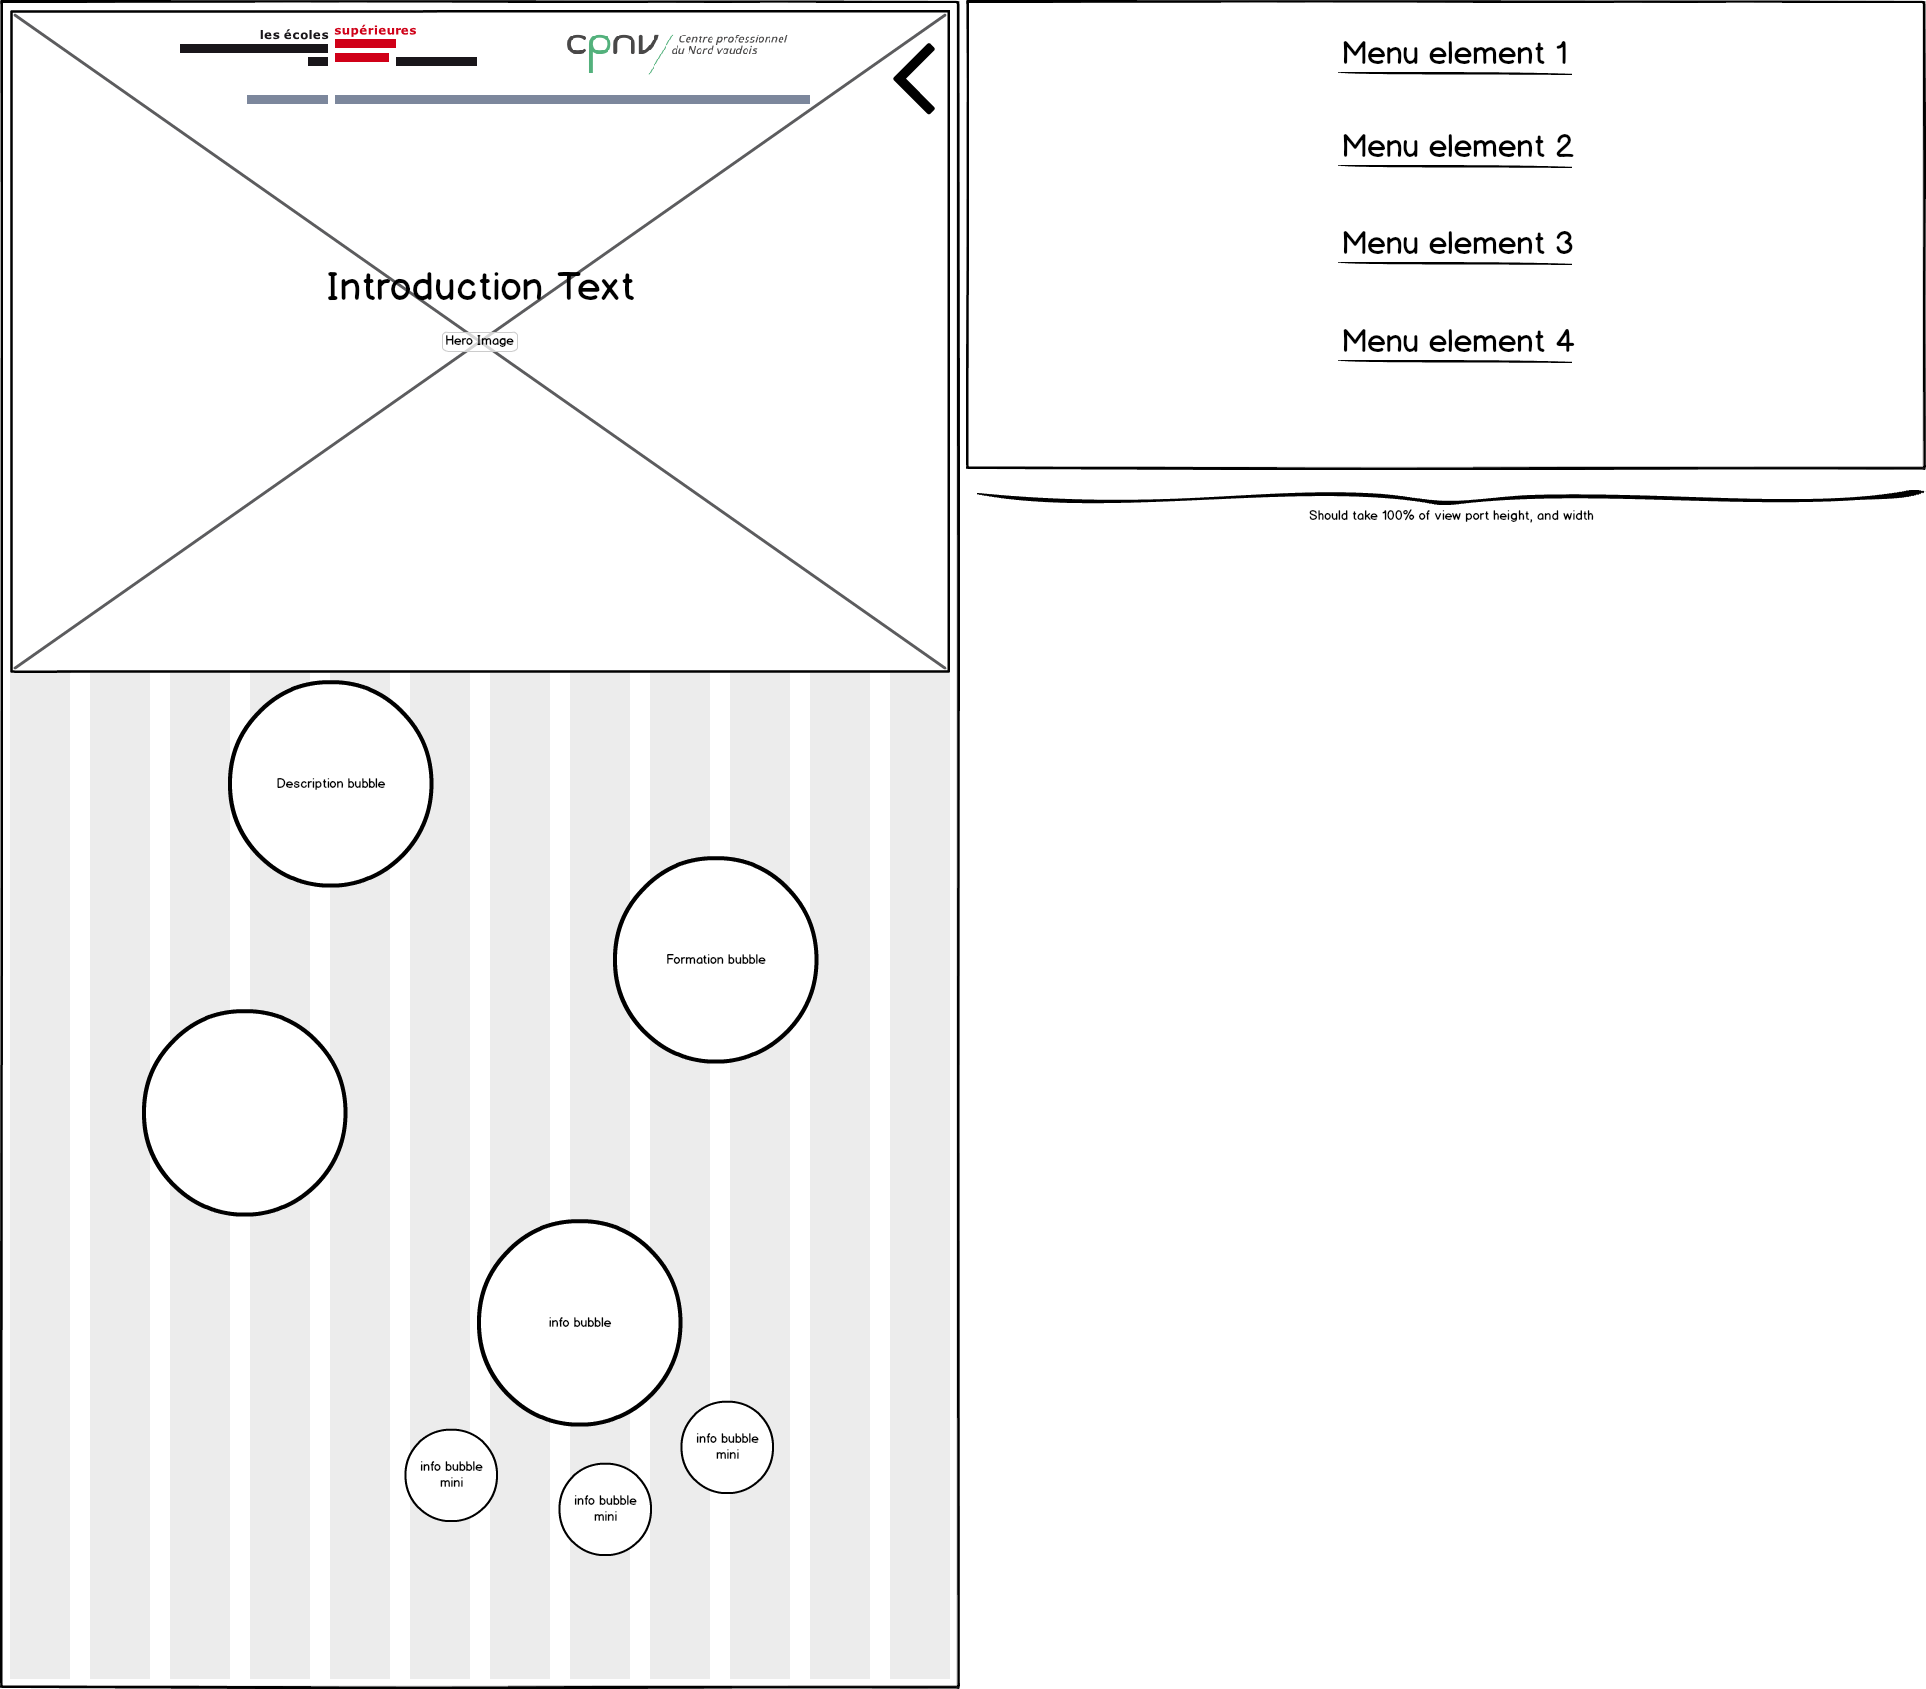 les écoles supérieures
cpnv Centre professionnel
du Nord vaudois
Introduction Text
Hero Image
Description bubble
Formation bubble
info bubble
info bubble
mini
info bubble
mini
info bubble
mini
Menu element 1
Menu element 2
Menu element 3
Menu element 4
Should take 100% of view port height, and width